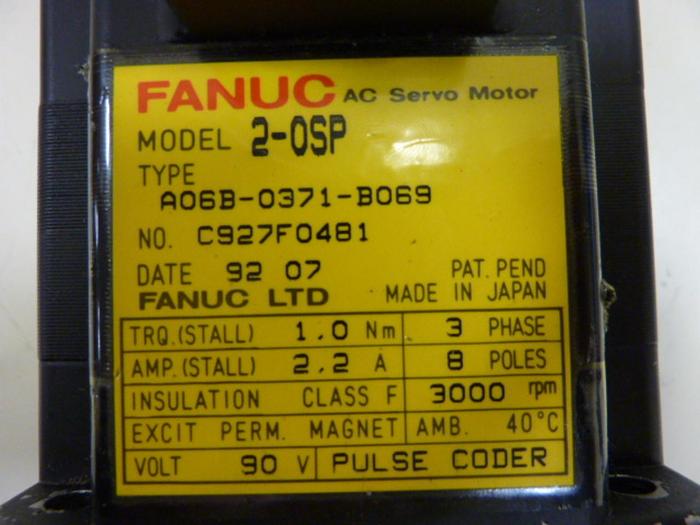 FANUC AC Servo Motor
MODEL 2-0SP
TYPE
A06B-0371-B069
NO. C927F0481
DATE 92 07 PAT. PEND
FANUC LTD MADE IN JAPAN
TRQ.(STALL) 1.0 Nm 3 PHASE
AMP.(STALL) 2.2 A 8 POLES
INSULATION CLASS F 3000 rpm
EXCIT PERM. MAGNET AMB. 40°C
VOLT 90 V PULSE CODER